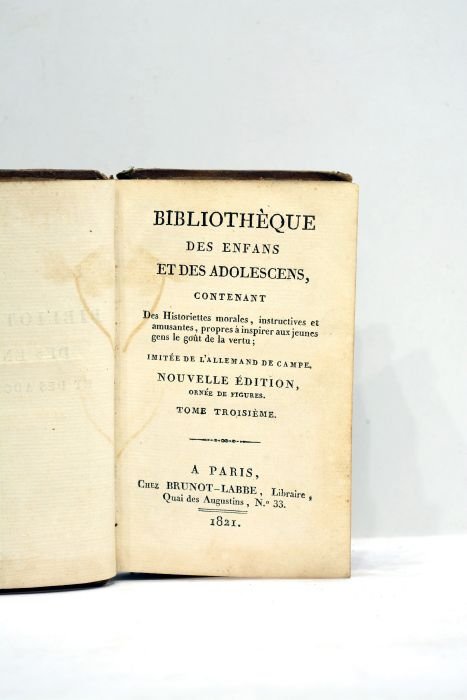 BIBLIOTHÈQUE
DES ENFANS
ET DES ADOLESCENS,
CONTENANT
Des Historiettes morales, instructives et
amusantes, propres à inspirer aux jeunes
gens le goût de la vertu;
IMITÉE DE L'ALLEMAND DE CAMPE,
NOUVELLE ÉDITION,
ORNÉE DE FIGURES.
TOME TROISIÈME.
A PARIS,
CHEZ BRUNOT-LABBE, Libraire,
Quai des Augustins, N.º 33.
1821.